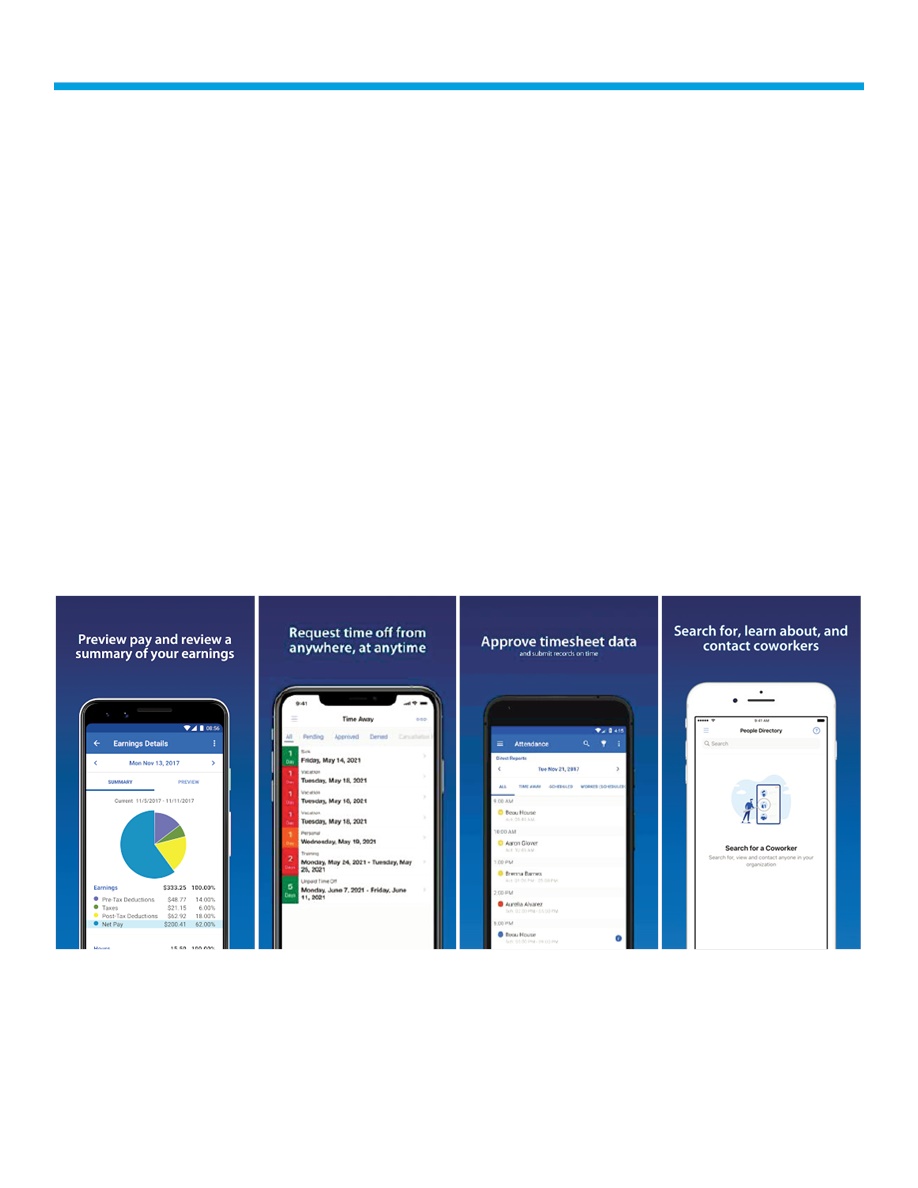 Preview pay and review a
summary of your earnings
08:56
Earnings Details
Mon Nov 13, 2017
SUMMARY PREVIEW
Current 11/3/2017 - 11/11/2017
Earnings $333.25 100.00%
Pre-Tax Deductions $48.77 14.00%
Taxes $21.15 6.00%
Post-Tax Deductions $62.92 18.00%
Net Pay $200.41 62.00%
Hours 15.50 100.00%
Request time off from
anywhere, at anytime
9:41
Time Away
All Pending Approved Denied
1 Sick
Day Friday, May 14, 2021
1 Vacation
Day Tuesday, May 18, 2021
1 Vacation
Day Tuesday, May 18, 2021
1 Vacation
Day Tuesday, May 18, 2021
1 Personal
Day Wednesday, May 19, 2021
2 Training
Days Monday, May 24, 2021 - Tuesday, May
25, 2021
5 Unpaid Time Off
Days Monday, June 7, 2021 - Friday, June
11, 2021
Approve timesheet data
and submit records on time
Attendance
Direct Reports
Tue Nov 21, 2017
ALL TIME AWAY SCHEDULED WORKED
9:00 AM
Beau House
10:00 AM
Aaron Glover
1:00 PM
Brenna Barnes
2:00 PM
Aurelia Alvarez
Beau House
Search for, learn about, and
contact coworkers
9:41 AM
People Directory
Search
Search for a Coworker
Search for, view and contact anyone in your
organization